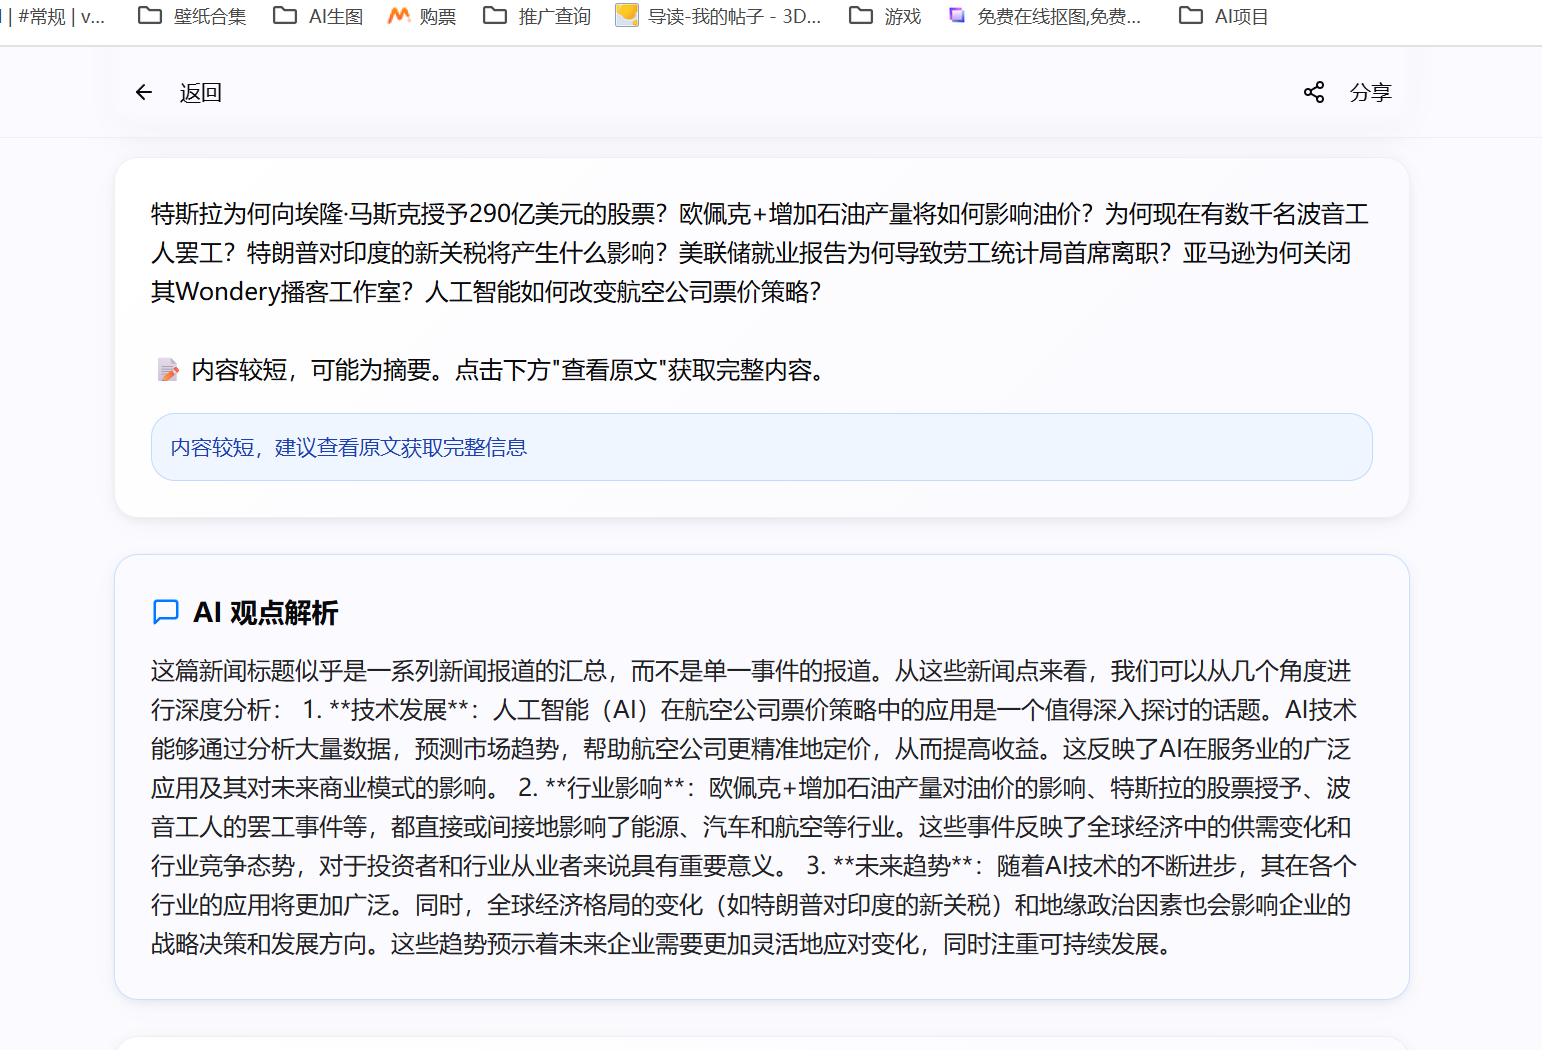 | #常规 | v... 壁纸合集 AI生图 购票 推广查询 导读-我的帖子 - 3D... 游戏 免费在线抠图,免费... AI项目
返回 分享
特斯拉为何向埃隆·马斯克授予290亿美元的股票？欧佩克+增加石油产量将如何影响油价？为何现在有数千名波音工
人罢工？特朗普对印度的新关税将产生什么影响？美联储就业报告为何导致劳工统计局首席离职？亚马逊为何关闭
其Wondery播客工作室？人工智能如何改变航空公司票价策略？
内容较短，可能为摘要。点击下方"查看原文"获取完整内容。
内容较短，建议查看原文获取完整信息
AI 观点解析
这篇新闻标题似乎是一系列新闻报道的汇总，而不是单一事件的报道。从这些新闻点来看，我们可以从几个角度进
行深度分析： 1. **技术发展**：人工智能（AI）在航空公司票价策略中的应用是一个值得深入探讨的话题。AI技术
能够通过分析大量数据，预测市场趋势，帮助航空公司更精准地定价，从而提高收益。这反映了AI在服务业的广泛
应用及其对未来商业模式的影响。 2. **行业影响**：欧佩克+增加石油产量对油价的影响、特斯拉的股票授予、波
音工人的罢工事件等，都直接或间接地影响了能源、汽车和航空等行业。这些事件反映了全球经济中的供需变化和
行业竞争态势，对于投资者和行业从业者来说具有重要意义。 3. **未来趋势**：随着AI技术的不断进步，其在各个
行业的应用将更加广泛。同时，全球经济格局的变化（如特朗普对印度的新关税）和地缘政治因素也会影响企业的
战略决策和发展方向。这些趋势预示着未来企业需要更加灵活地应对变化，同时注重可持续发展。